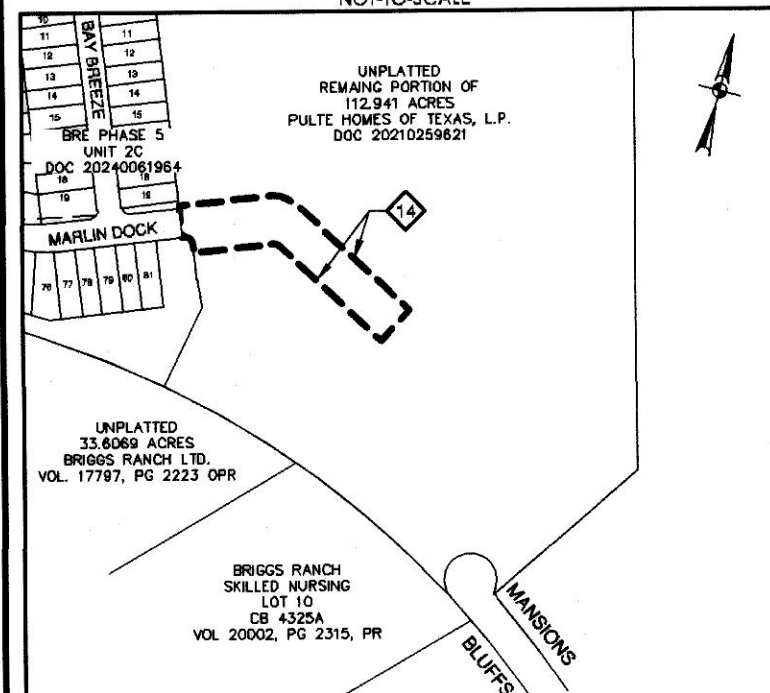 NOT-TO-SCALE
10
11
12
13
14
15
BAY BREEZE
11
12
13
14
15
BRE PHASE 5
UNIT 2C
DOC 20240061964
18
19
18
19
MARLIN DOCK
76
77
78
79
80
81
UNPLATTED
REMAING PORTION OF
112.941 ACRES
PULTE HOMES OF TEXAS, L.P.
DOC 20210259621
14
UNPLATTED
33.6069 ACRES
BRIGGS RANCH LTD.
VOL. 17797, PG 2223 OPR
BRIGGS RANCH
SKILLED NURSING
LOT 10
CB 4325A
VOL 20002, PG 2315, PR
MANSIONS
BLUFFS